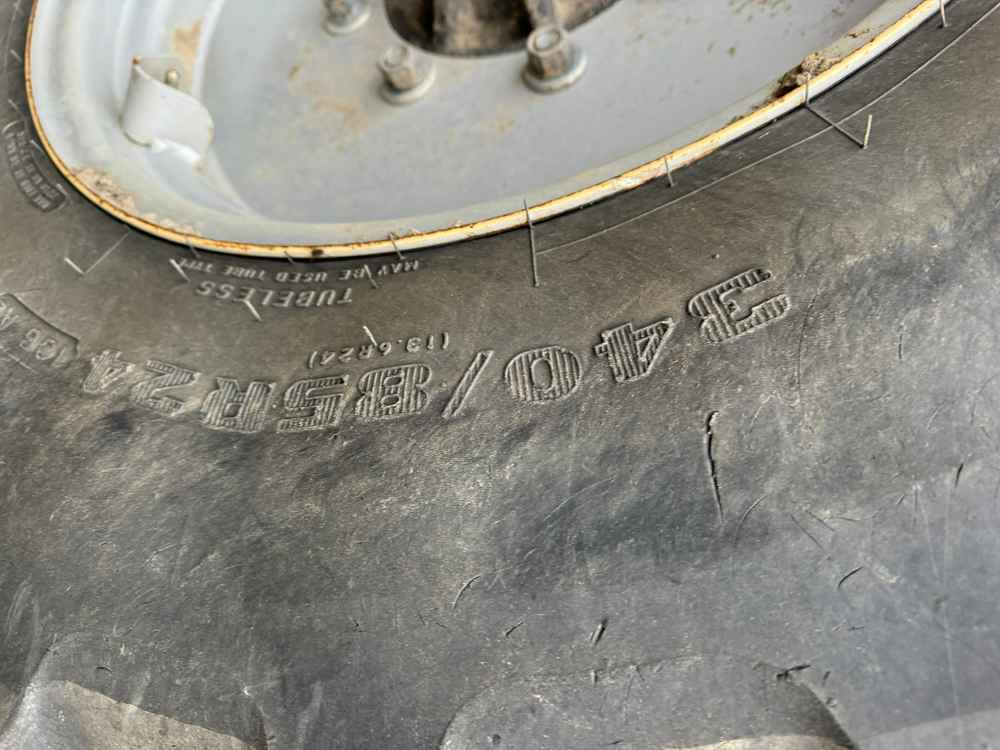 340/85R24
(13.6R24)
TUBELESS
MAY BE USED TUBE TYPE